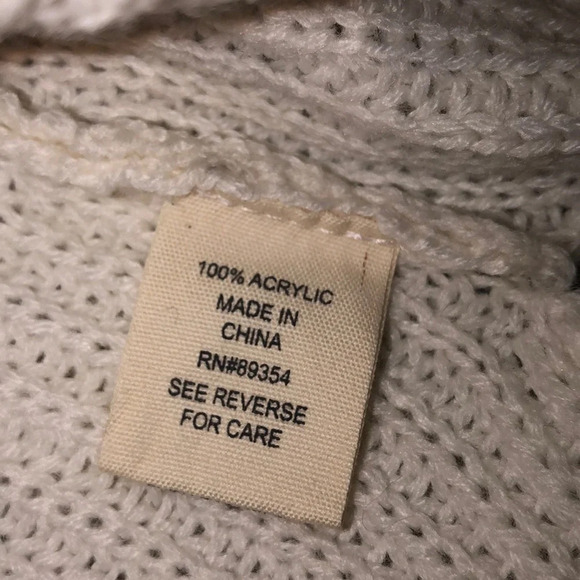 100% ACRYLIC
MADE IN
CHINA
RN#89354
SEE REVERSE
FOR CARE